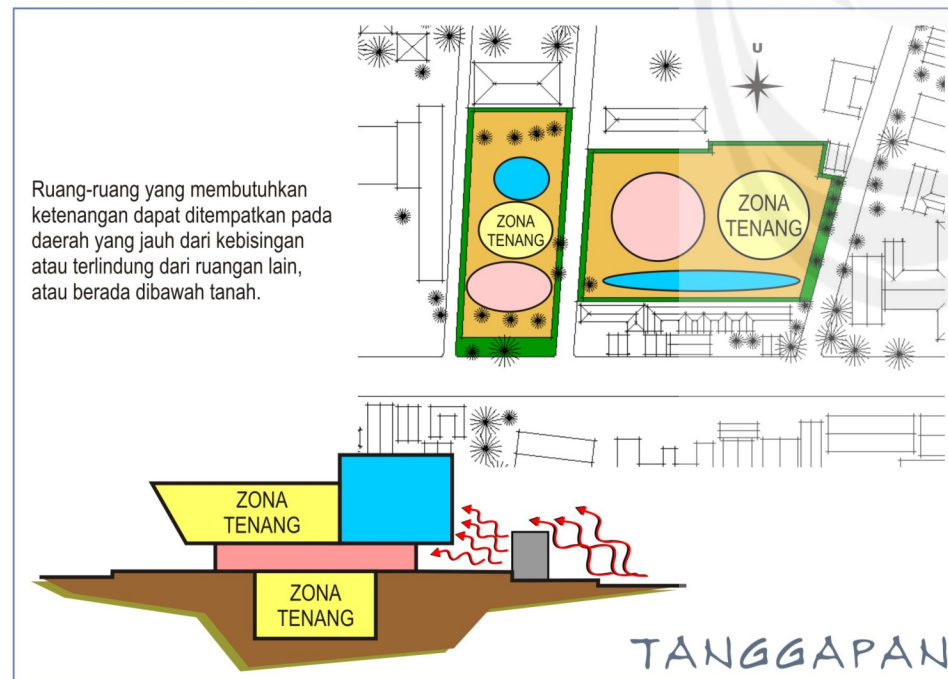 Ruang-ruang yang membutuhkan
ketenangan dapat ditempatkan pada
daerah yang jauh dari kebisingan
atau terlindung dari ruangan lain,
atau berada dibawah tanah.
U
ZONA
TENANG
ZONA
TENANG
ZONA
TENANG
ZONA
TENANG
TANGGAPAN